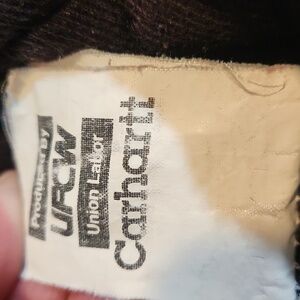 Produced By
UFCW
Union Labor
Carhartt